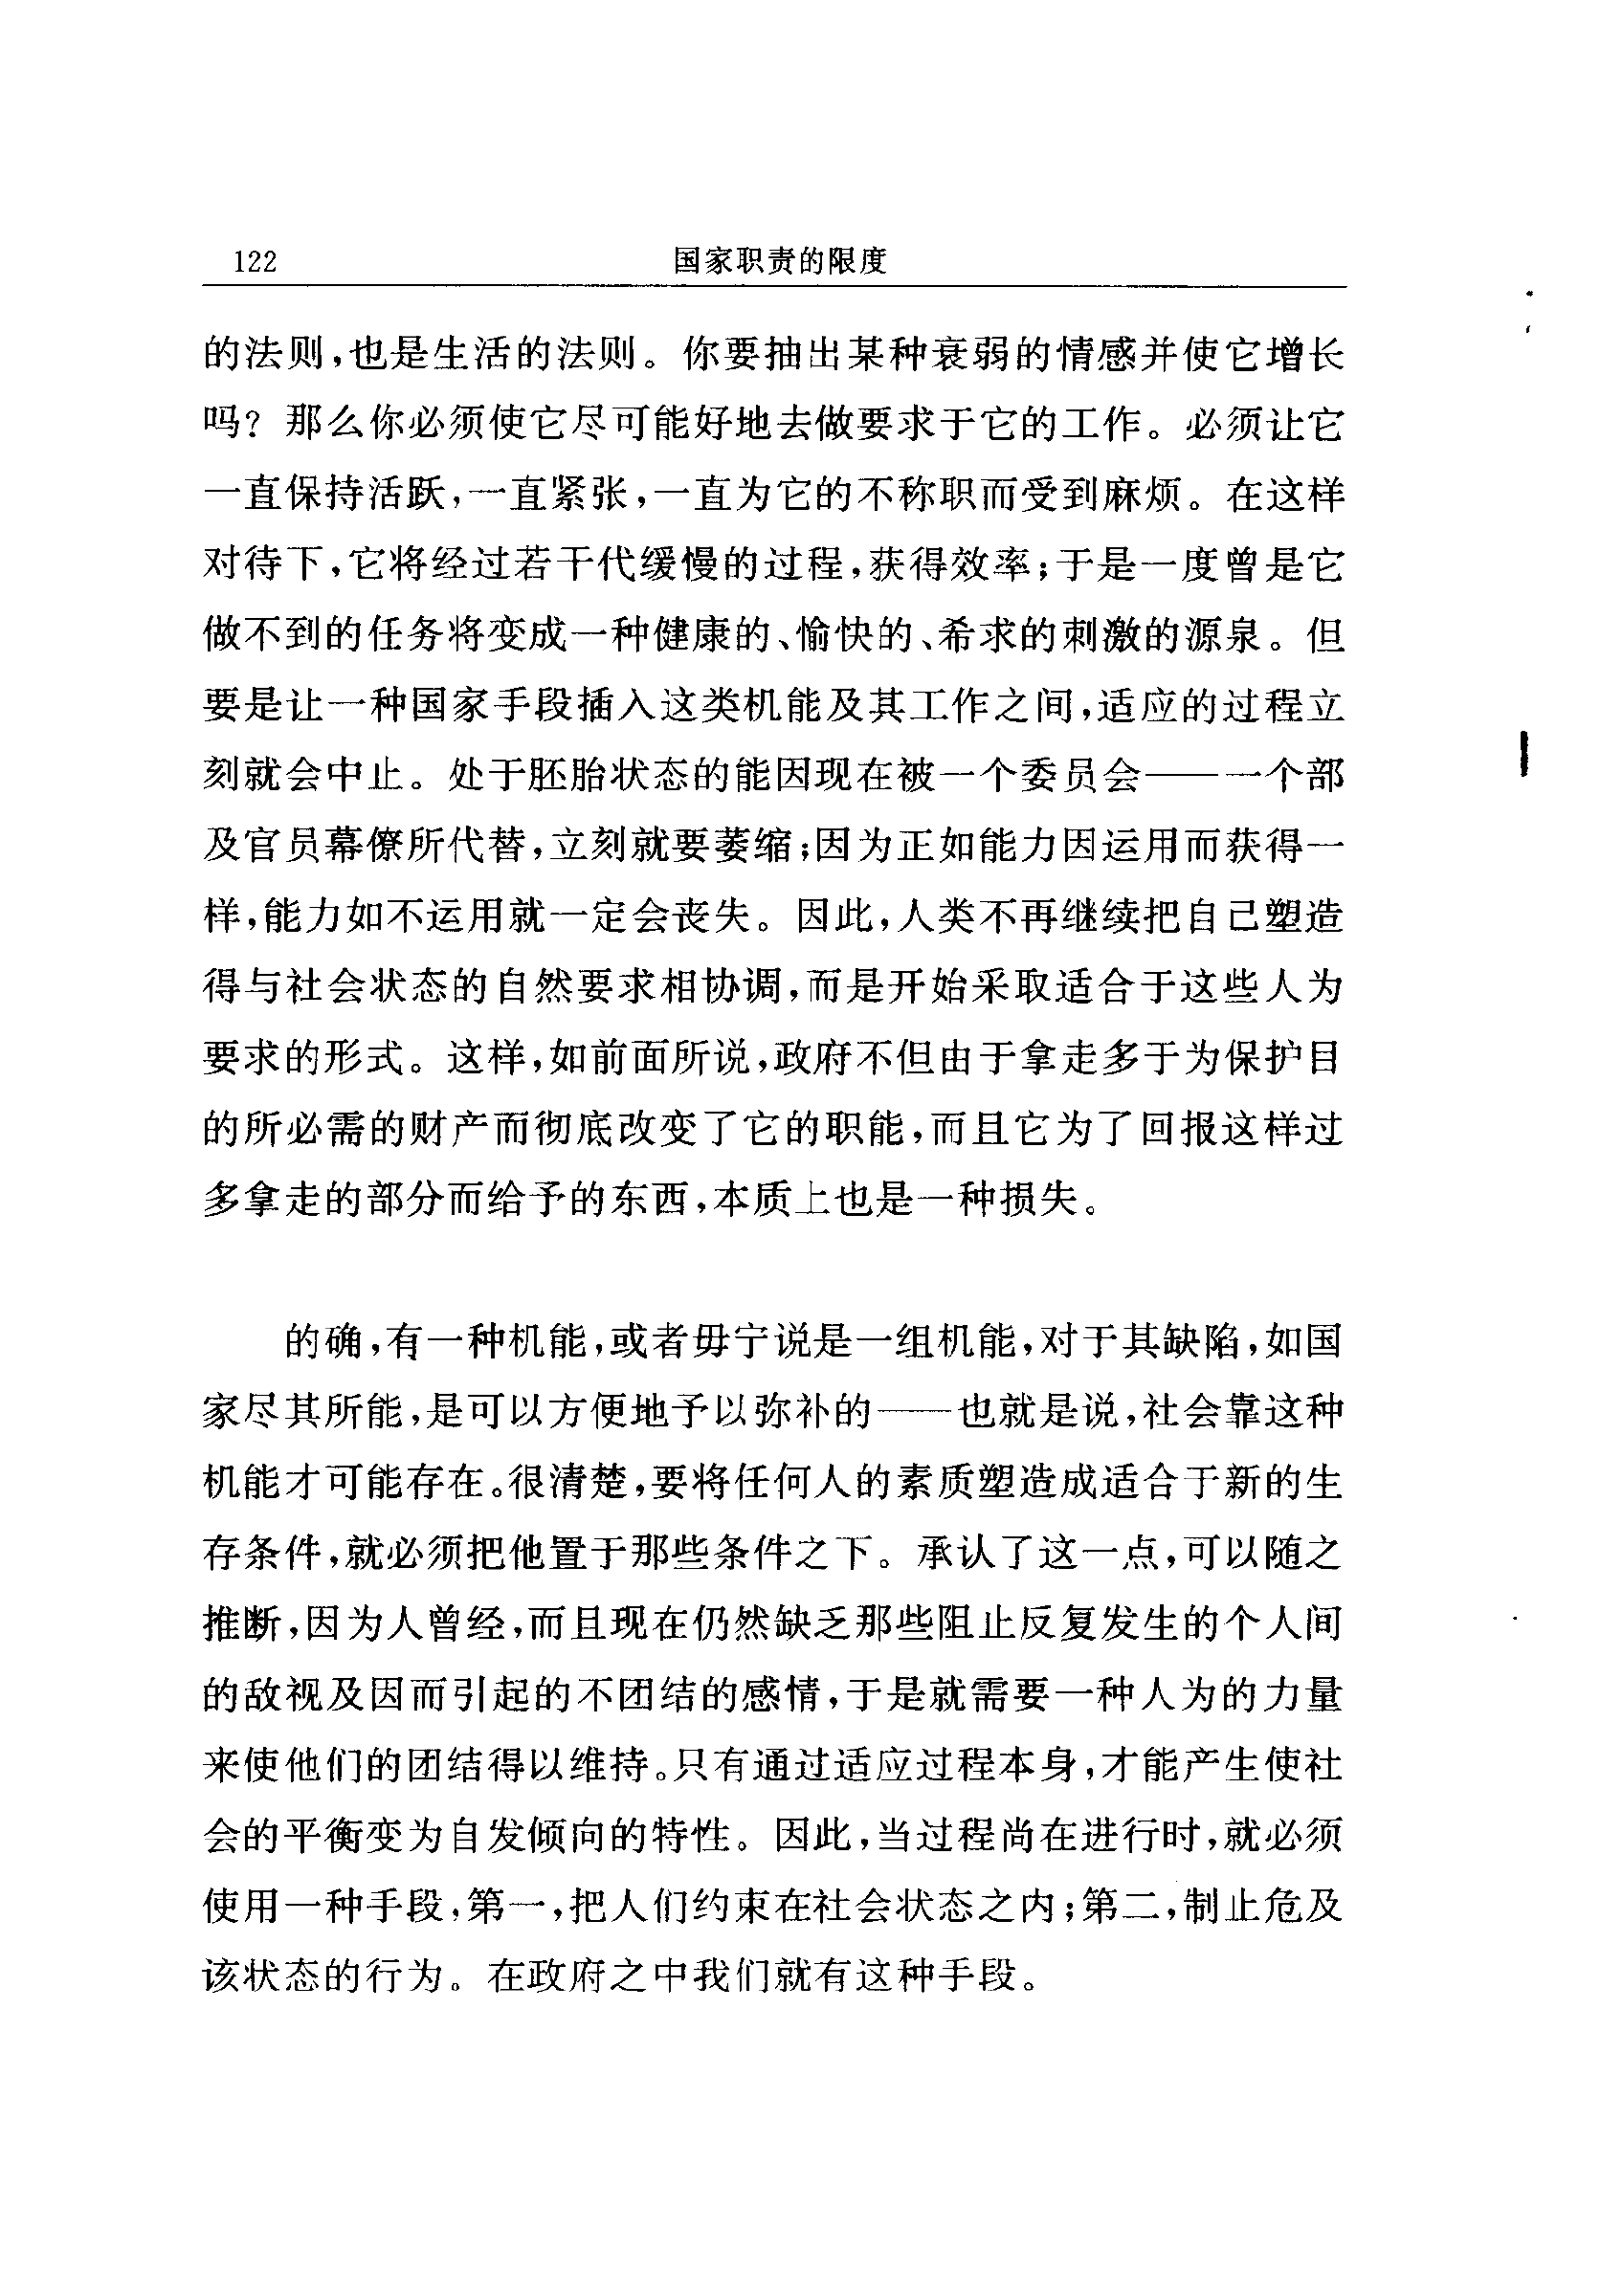 122 国家职责的限度
的法则,也是生活的法则。你要抽出某种衰弱的情感并使它增长
吗?那么你必须使它尽可能好地去做要求于它的工作。必须让它
一直保持活跃,一直紧张,一直为它的不称职而受到麻烦。在这样
对待下,它将经过若干代缓慢的过程,获得效率;于是一度曾是它
做不到的任务将变成一种健康的、愉快的、希求的刺激的源泉。但
要是让一种国家手段插入这类机能及其工作之间,适应的过程立
刻就会中止。处于胚胎状态的能因现在被一个委员会——一个部
及官员幕僚所代替,立刻就要萎缩;因为正如能力因运用而获得一
样,能力如不运用就一定会丧失。因此,人类不再继续把自己塑造
得与社会状态的自然要求相协调,而是开始采取适合于这些人为
要求的形式。这样,如前面所说,政府不但由于拿走多于为保护目
的所必需的财产而彻底改变了它的职能,而且它为了回报这样过
多拿走的部分而给予的东西,本质上也是一种损失。
的确,有一种机能,或者毋宁说是一组机能,对于其缺陷,如国
家尽其所能,是可以方便地予以弥补的——也就是说,社会靠这种
机能才可能存在。很清楚,要将任何人的素质塑造成适合于新的生
存条件,就必须把他置于那些条件之下。承认了这一点,可以随之
推断,因为人曾经,而且现在仍然缺乏那些阻止反复发生的个人间
的敌视及因而引起的不团结的感情,于是就需要一种人为的力量
来使他们的团结得以维持。只有通过适应过程本身,才能产生使社
会的平衡变为自发倾向的特性。因此,当过程尚在进行时,就必须
使用一种手段,第一,把人们约束在社会状态之内;第二,制止危及
该状态的行为。在政府之中我们就有这种手段。